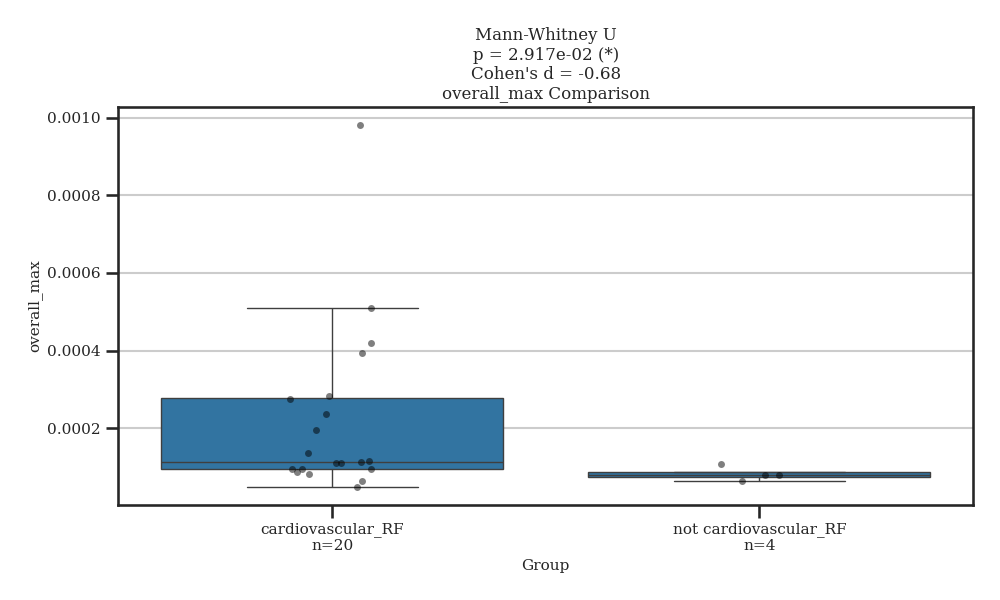 Mann-Whitney U
p = 2.917e-02 (*)
Cohen's d = -0.68
overall_max Comparison
0.0010
0.0008
0.0006
0.0004
0.0002
overall_max
cardiovascular_RF
n=20
not cardiovascular_RF
n=4
Group